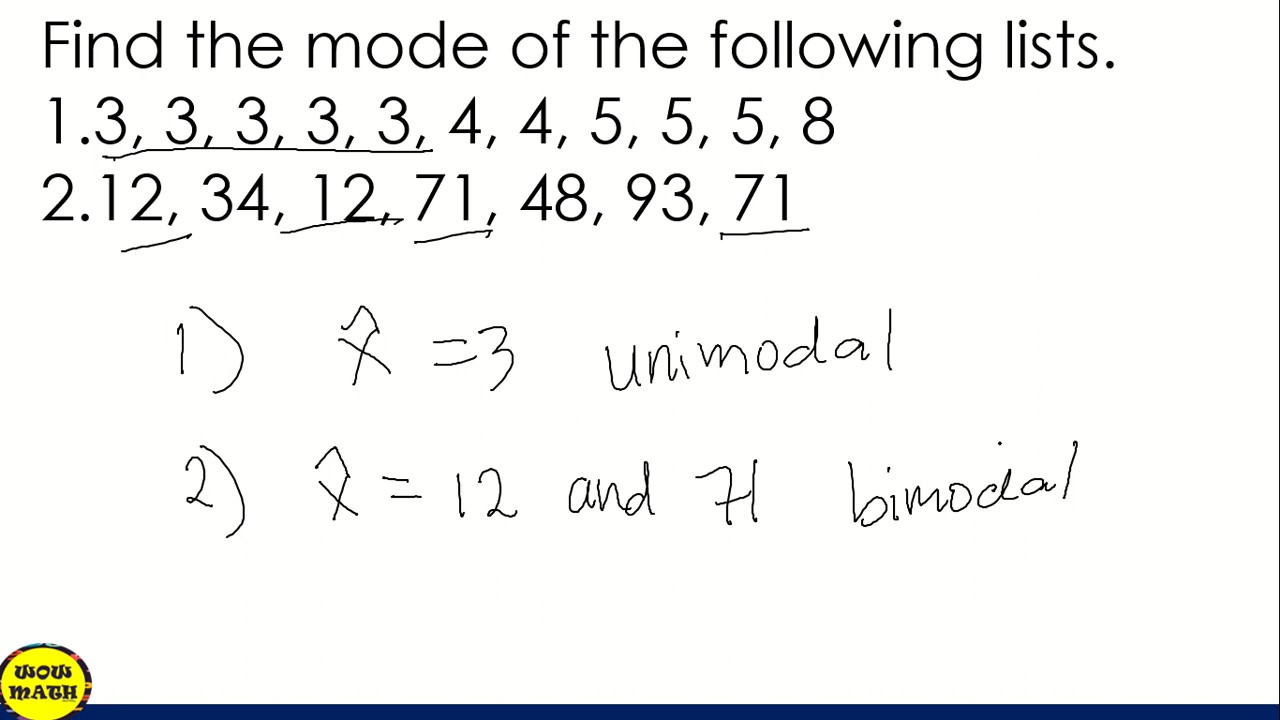 Find the mode of the following lists.
1.3, 3, 3, 3, 3, 4, 4, 5, 5, 5, 8
2.12, 34, 12, 71, 48, 93, 71
1) x̂ =3 unimodal
2) x̂ = 12 and 71 bimodal
WOW
MATH